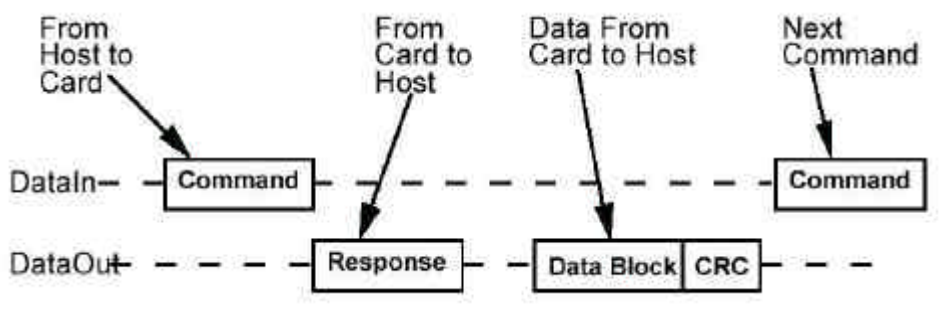 From
Host to
Card
From
Card to
Host
Data From
Card to Host
Next
Command
DataIn
Command
Command
DataOut
Response
Data Block
CRC